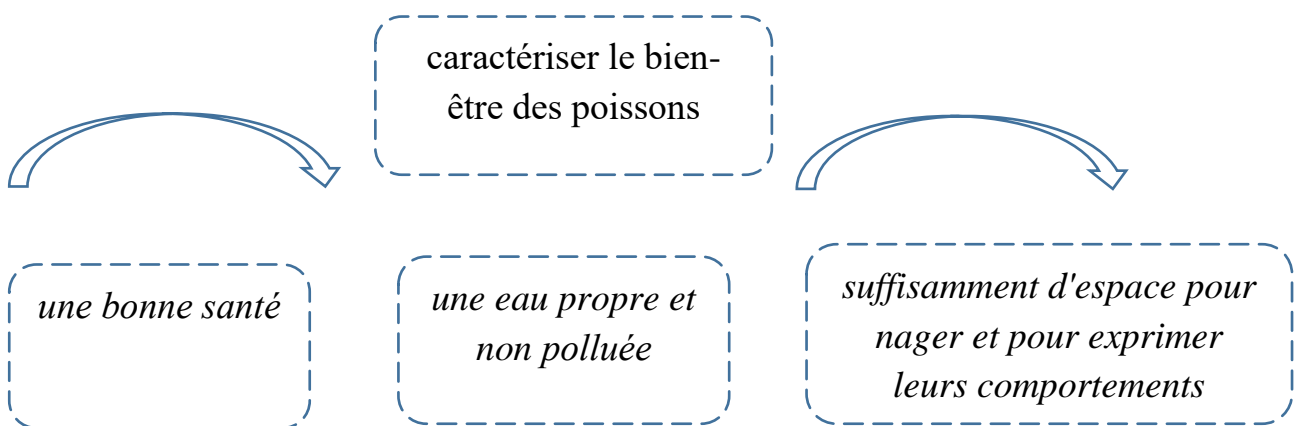 caractériser le bien-
être des poissons
une bonne santé
une eau propre et
non polluée
suffisamment d'espace pour
nager et pour exprimer
leurs comportements